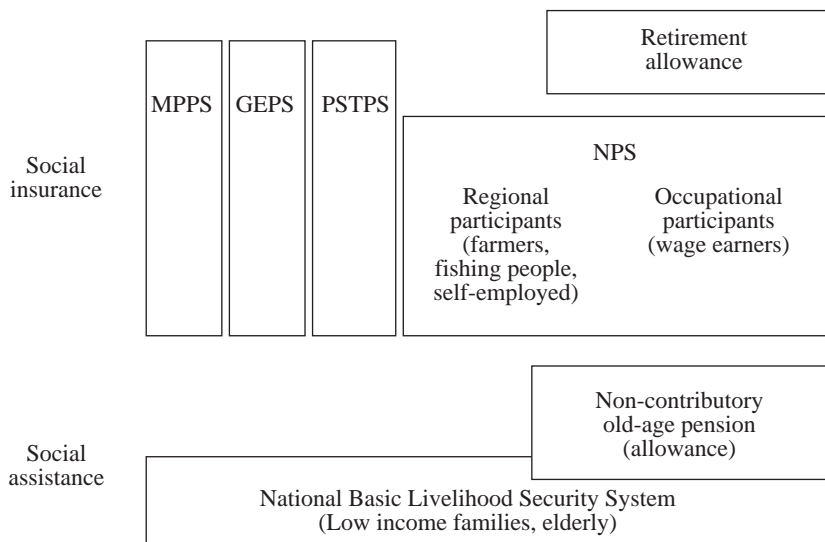 Retirement
allowance
MPPS
GEPS
PSTPS
NPS
Social
insurance
Regional
participants
(farmers,
fishing people,
self-employed)
Occupational
participants
(wage earners)
Non-contributory
old-age pension
(allowance)
Social
assistance
National Basic Livelihood Security System
(Low income families, elderly)